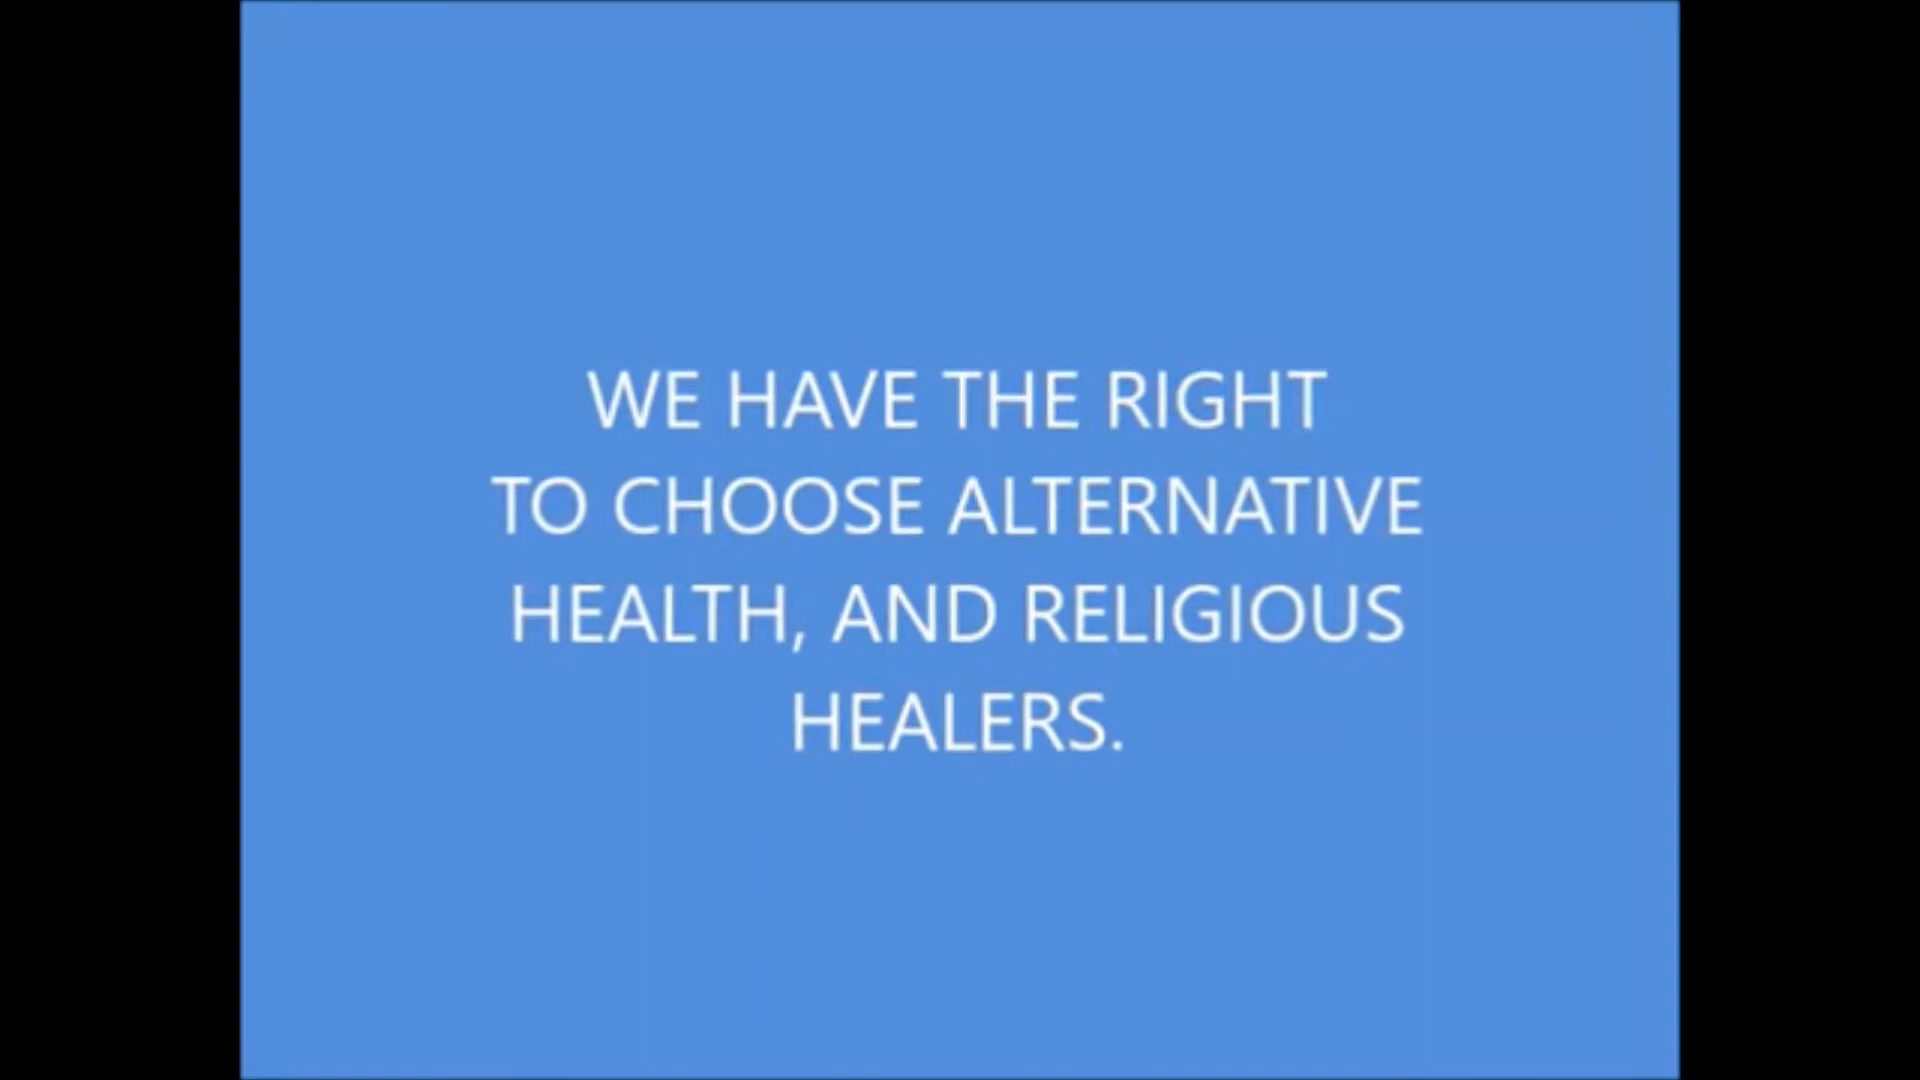 WE HAVE THE RIGHT
TO CHOOSE ALTERNATIVE
HEALTH, AND RELIGIOUS
HEALERS.